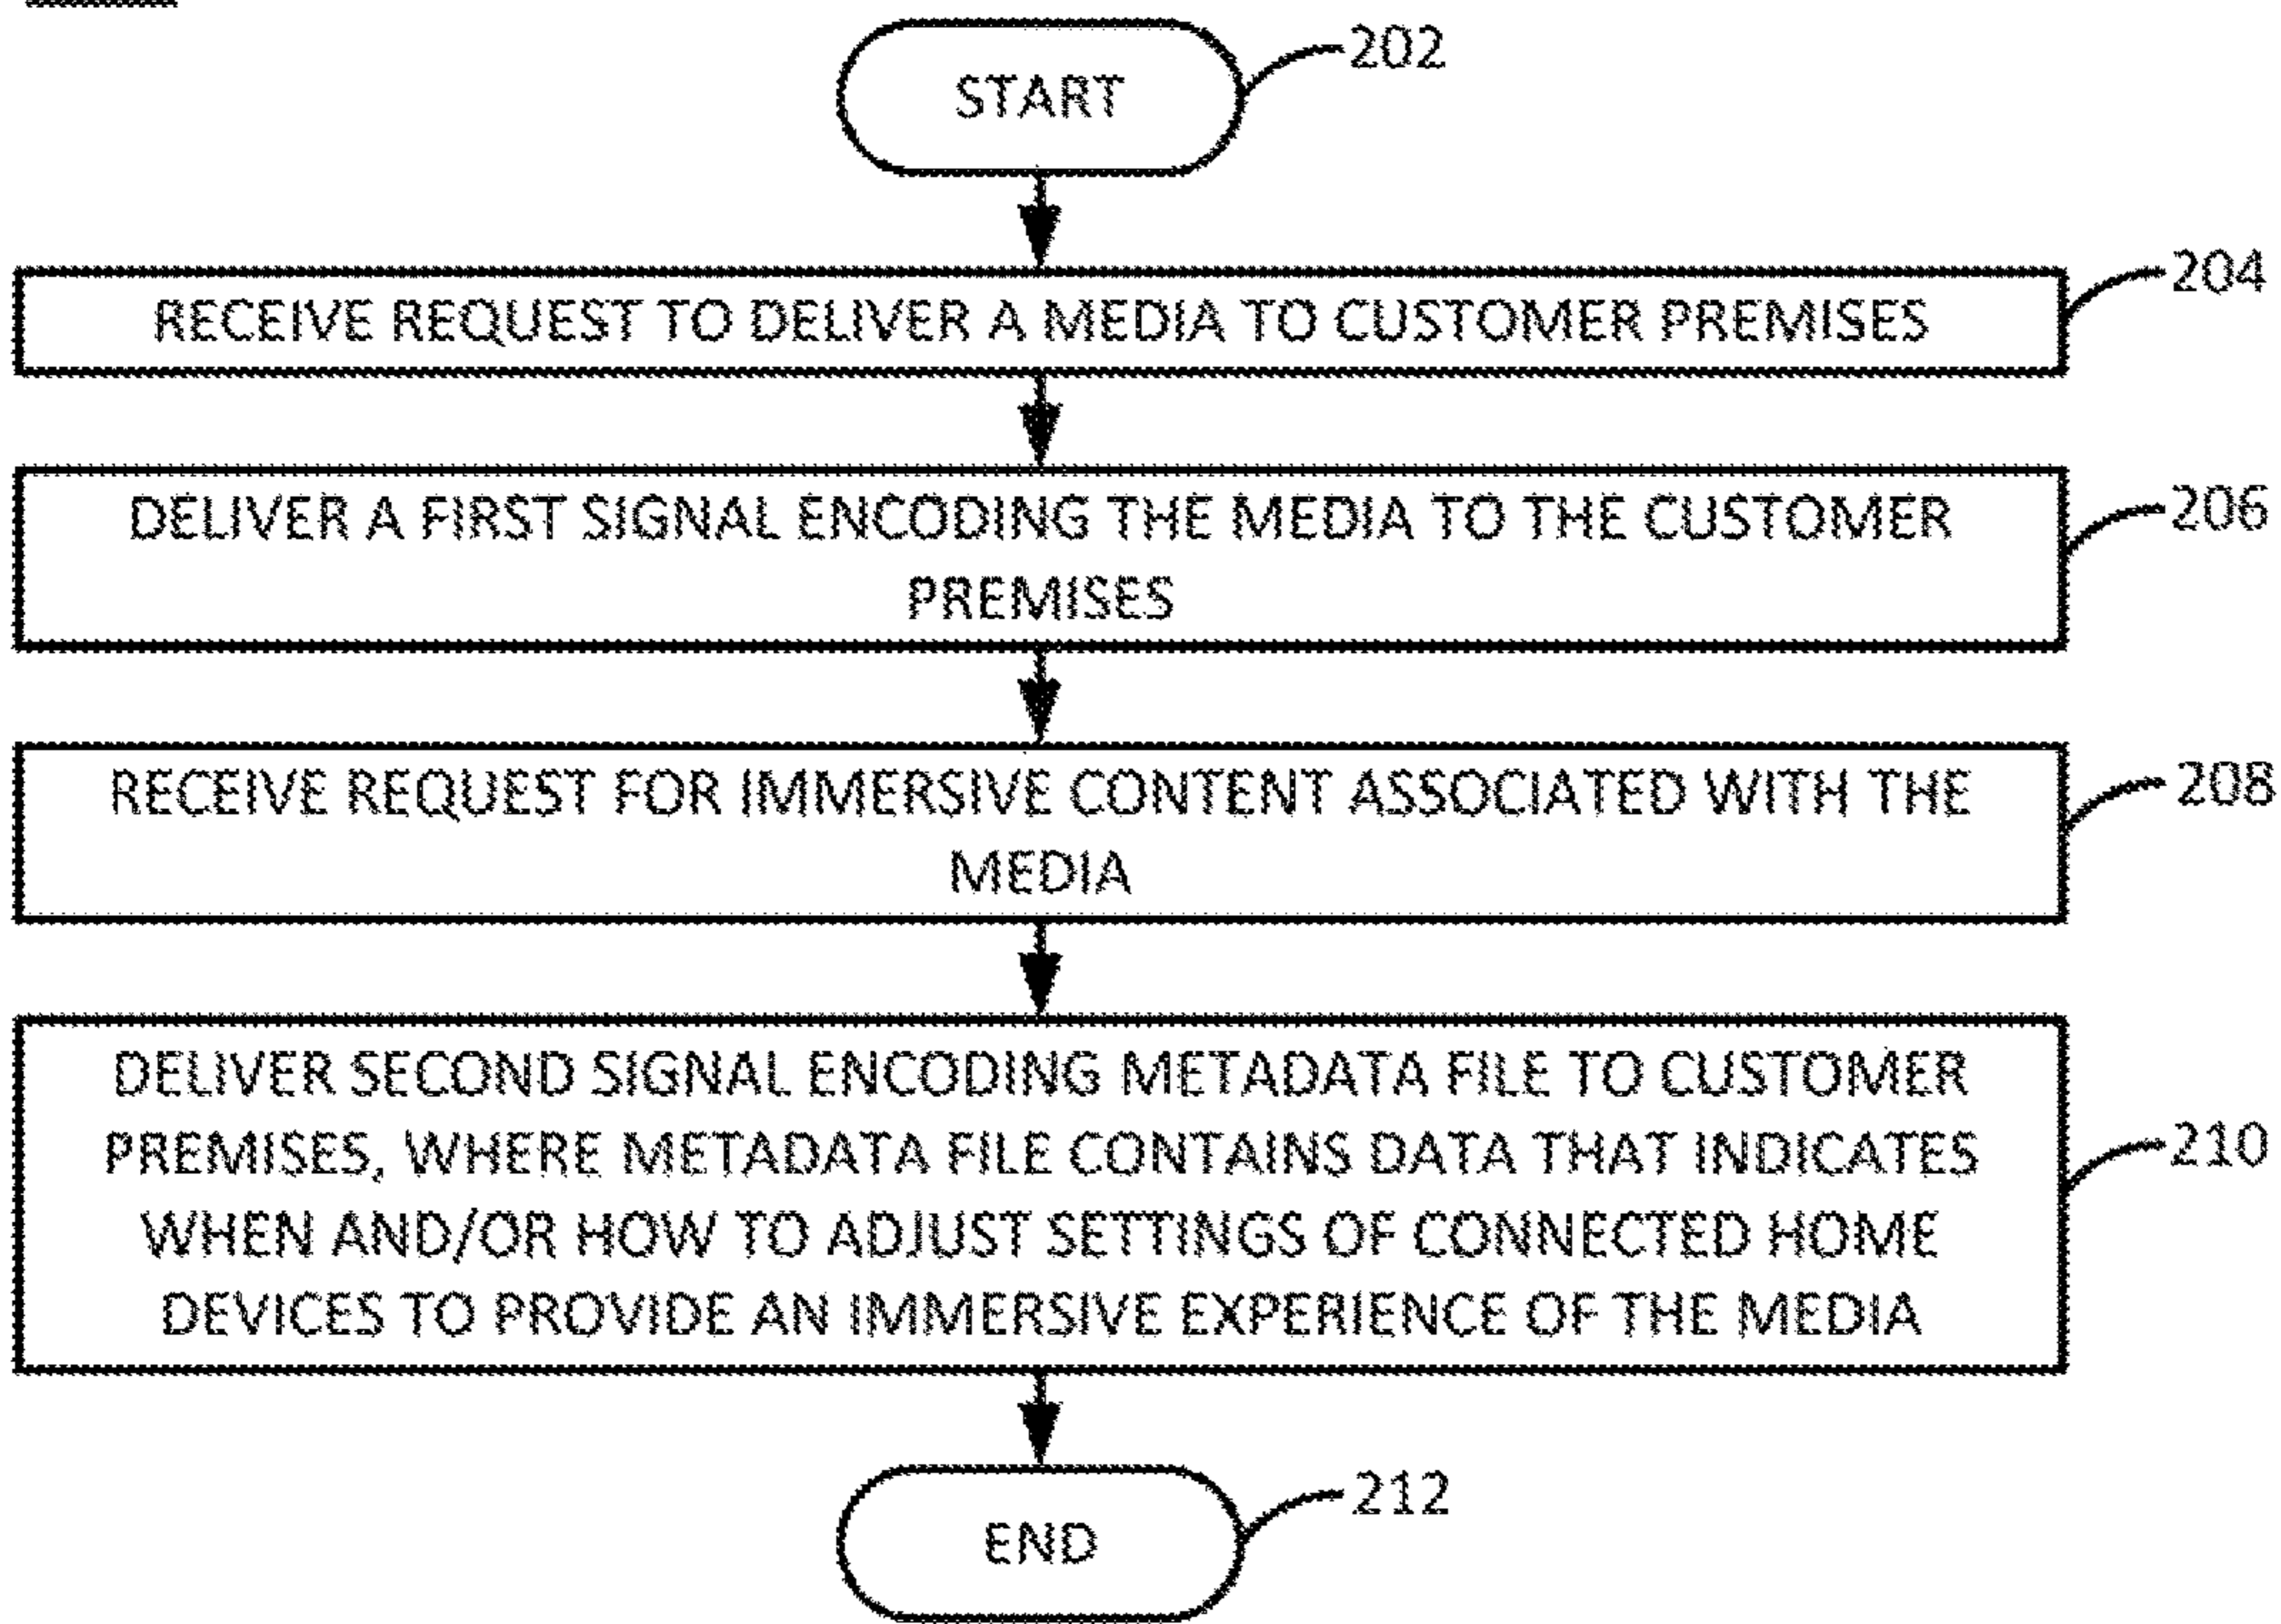 202
START
204
RECEIVE REQUEST TO DELIVER A MEDIA TO CUSTOMER PREMISES
206
DELIVER A FIRST SIGNAL ENCODING THE MEDIA TO THE CUSTOMER
PREMISES
208
RECEIVE REQUEST FOR IMMERSIVE CONTENT ASSOCIATED WITH THE
MEDIA
DELIVER SECOND SIGNAL ENCODING METADATA FILE TO CUSTOMER
PREMISES, WHERE METADATA FILE CONTAINS DATA THAT INDICATES
210
WHEN AND/OR HOW TO ADJUST SETTINGS OF CONNECTED HOME
DEVICES TO PROVIDE AN IMMERSIVE EXPERIENCE OF THE MEDIA
212
END